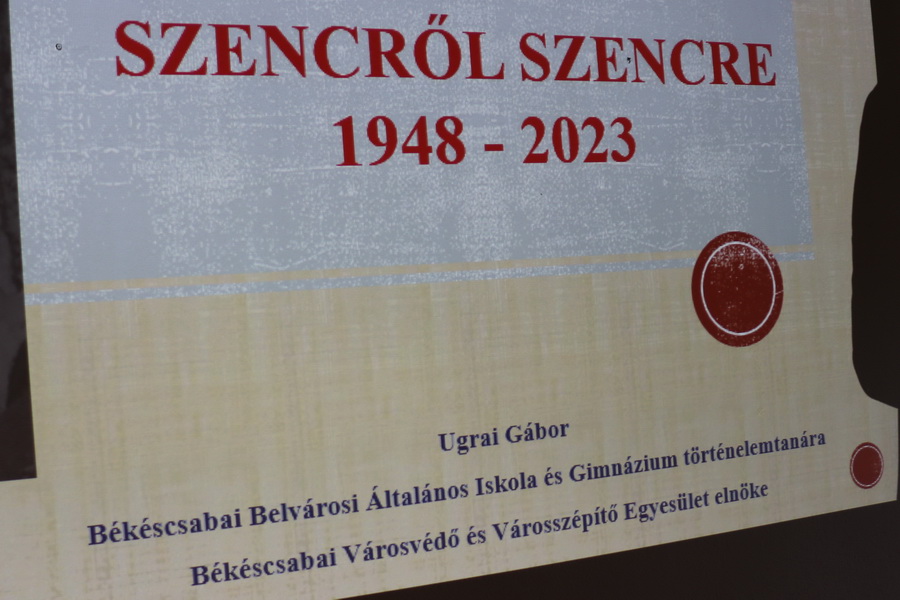 SZENCRŐL SZENCRE
1948 - 2023
Ugrai Gábor
Békéscsabai Belvárosi Általános Iskola és Gimnázium történelemtanára
Békéscsabai Városvédő és Városszépítő Egyesület elnöke